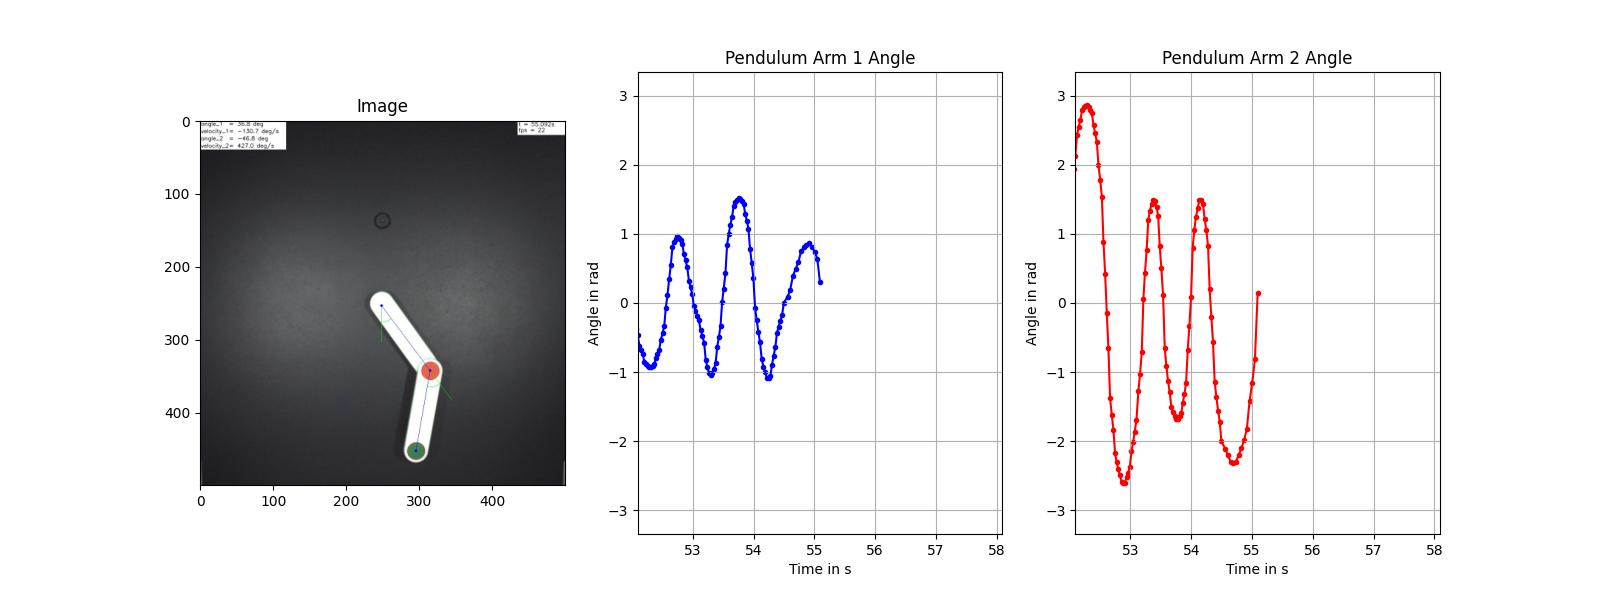 Image
Pendulum Arm 1 Angle
Pendulum Arm 2 Angle
angle_1 = 36.8 deg
velocity_1= -130.7 deg/s
angle_2 = -46.8 deg
velocity_2= 427.0 deg/s
t = 55.092s
fps = 22
0
100
200
300
400
0 100 200 300 400
Angle in rad
3
2
1
0
−1
−2
−3
53 54 55 56 57 58
Time in s
Angle in rad
3
2
1
0
−1
−2
−3
53 54 55 56 57 58
Time in s